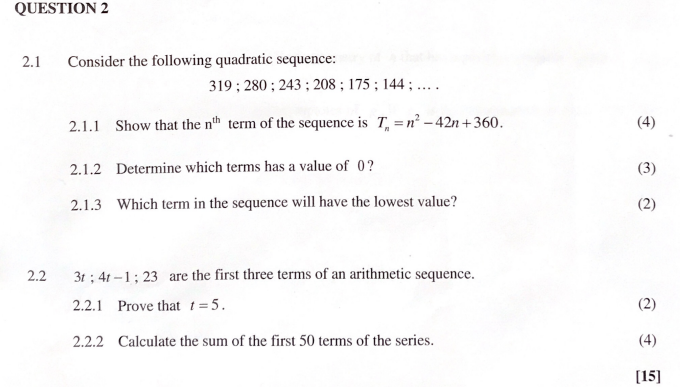 QUESTION 2
2.1 Consider the following quadratic sequence:
319 ; 280 ; 243 ; 208 ; 175 ; 144 ; ... .
2.1.1 Show that the nᵗʰ term of the sequence is Tₙ = n² – 42n + 360. (4)
2.1.2 Determine which terms has a value of 0? (3)
2.1.3 Which term in the sequence will have the lowest value? (2)
2.2 3t ; 4t – 1 ; 23 are the first three terms of an arithmetic sequence.
2.2.1 Prove that t = 5. (2)
2.2.2 Calculate the sum of the first 50 terms of the series. (4)
[15]